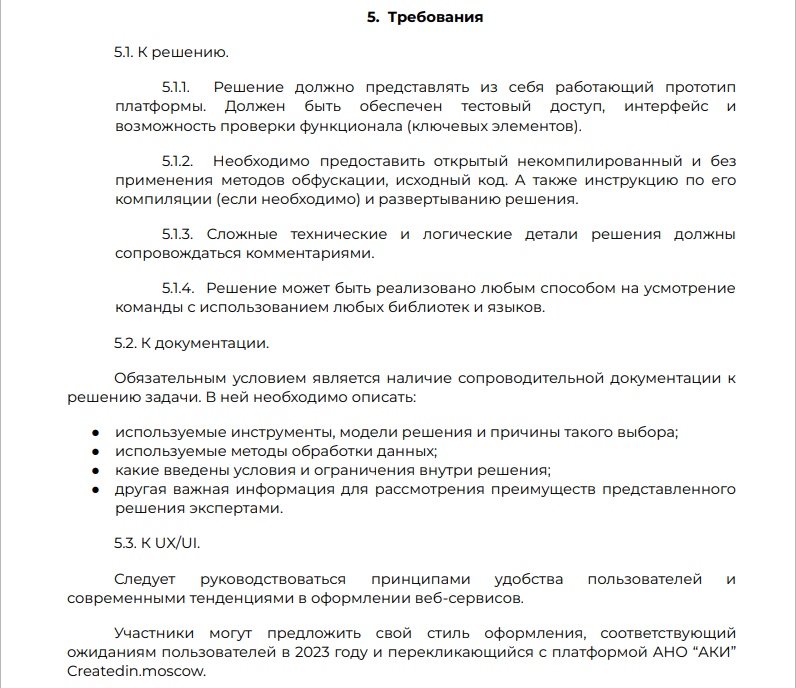 5. Требования
5.1. К решению.
5.1.1. Решение должно представлять из себя работающий прототип
платформы. Должен быть обеспечен тестовый доступ, интерфейс и
возможность проверки функционала (ключевых элементов).
5.1.2. Необходимо предоставить открытый некомпилированный и без
применения методов обфускации, исходный код. А также инструкцию по его
компиляции (если необходимо) и развертыванию решения.
5.1.3. Сложные технические и логические детали решения должны
сопровождаться комментариями.
5.1.4. Решение может быть реализовано любым способом на усмотрение
команды с использованием любых библиотек и языков.
5.2. К документации.
Обязательным условием является наличие сопроводительной документации к
решению задачи. В ней необходимо описать:
● используемые инструменты, модели решения и причины такого выбора;
● используемые методы обработки данных;
● какие введены условия и ограничения внутри решения;
● другая важная информация для рассмотрения преимуществ представленного
решения экспертами.
5.3. К UX/UI.
Следует руководствоваться принципами удобства пользователей и
современными тенденциями в оформлении веб-сервисов.
Участники могут предложить свой стиль оформления, соответствующий
ожиданиям пользователей в 2023 году и перекликающийся с платформой АНО “АКИ”
Createdin.moscow.